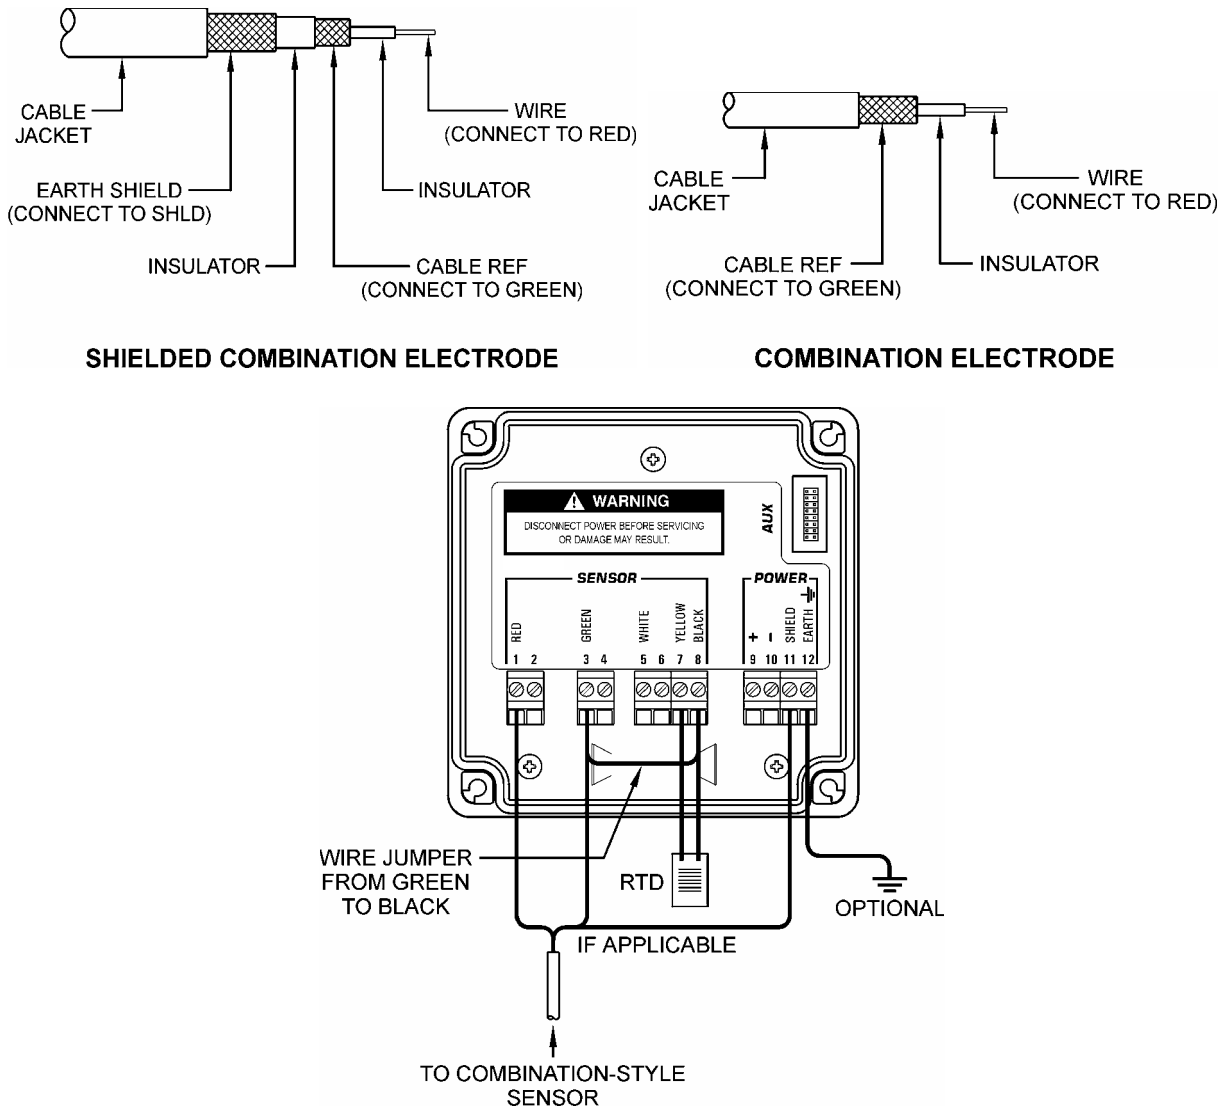 CABLE
JACKET
WIRE
(CONNECT TO RED)
EARTH SHIELD
(CONNECT TO SHLD)
INSULATOR
INSULATOR
CABLE REF
(CONNECT TO GREEN)
SHIELDED COMBINATION ELECTRODE
CABLE
JACKET
WIRE
(CONNECT TO RED)
CABLE REF
(CONNECT TO GREEN)
INSULATOR
COMBINATION ELECTRODE
WARNING
DISCONNECT POWER BEFORE SERVICING
OR DAMAGE MAY RESULT.
AUX
SENSOR
POWER
RED
GREEN
WHITE
YELLOW
BLACK
+
-
SHIELD
EARTH
1 2 3 4 5 6 7 8 9 10 11 12
WIRE JUMPER
FROM GREEN
TO BLACK
RTD
OPTIONAL
IF APPLICABLE
TO COMBINATION-STYLE
SENSOR